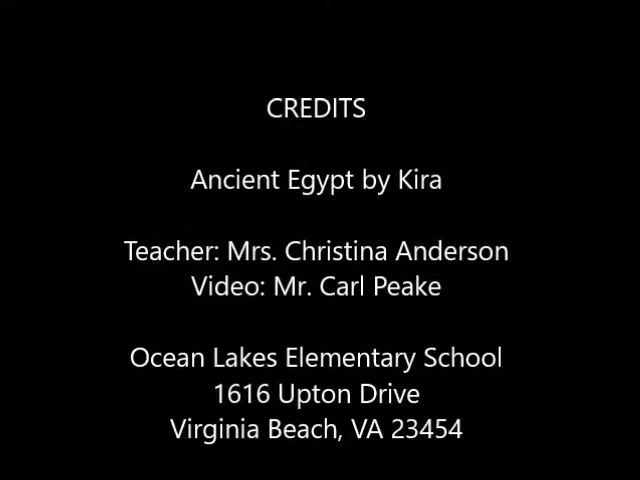 CREDITS
Ancient Egypt by Kira
Teacher: Mrs. Christina Anderson
Video: Mr. Carl Peake
Ocean Lakes Elementary School
1616 Upton Drive
Virginia Beach, VA 23454